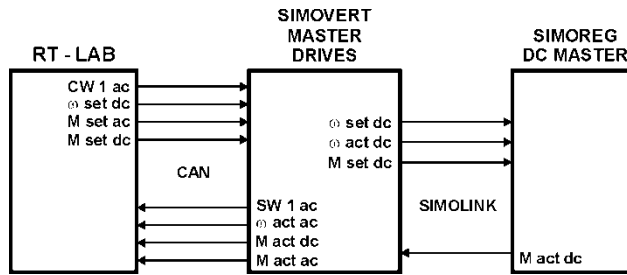 RT - LAB
SIMOVERT
MASTER
DRIVES
SIMOREG
DC MASTER
CW 1 ac
ω set dc
M set ac
M set dc
CAN
SW 1 ac
ω act ac
M act dc
M act ac
ω set dc
ω act dc
M set dc
SIMOLINK
M act dc